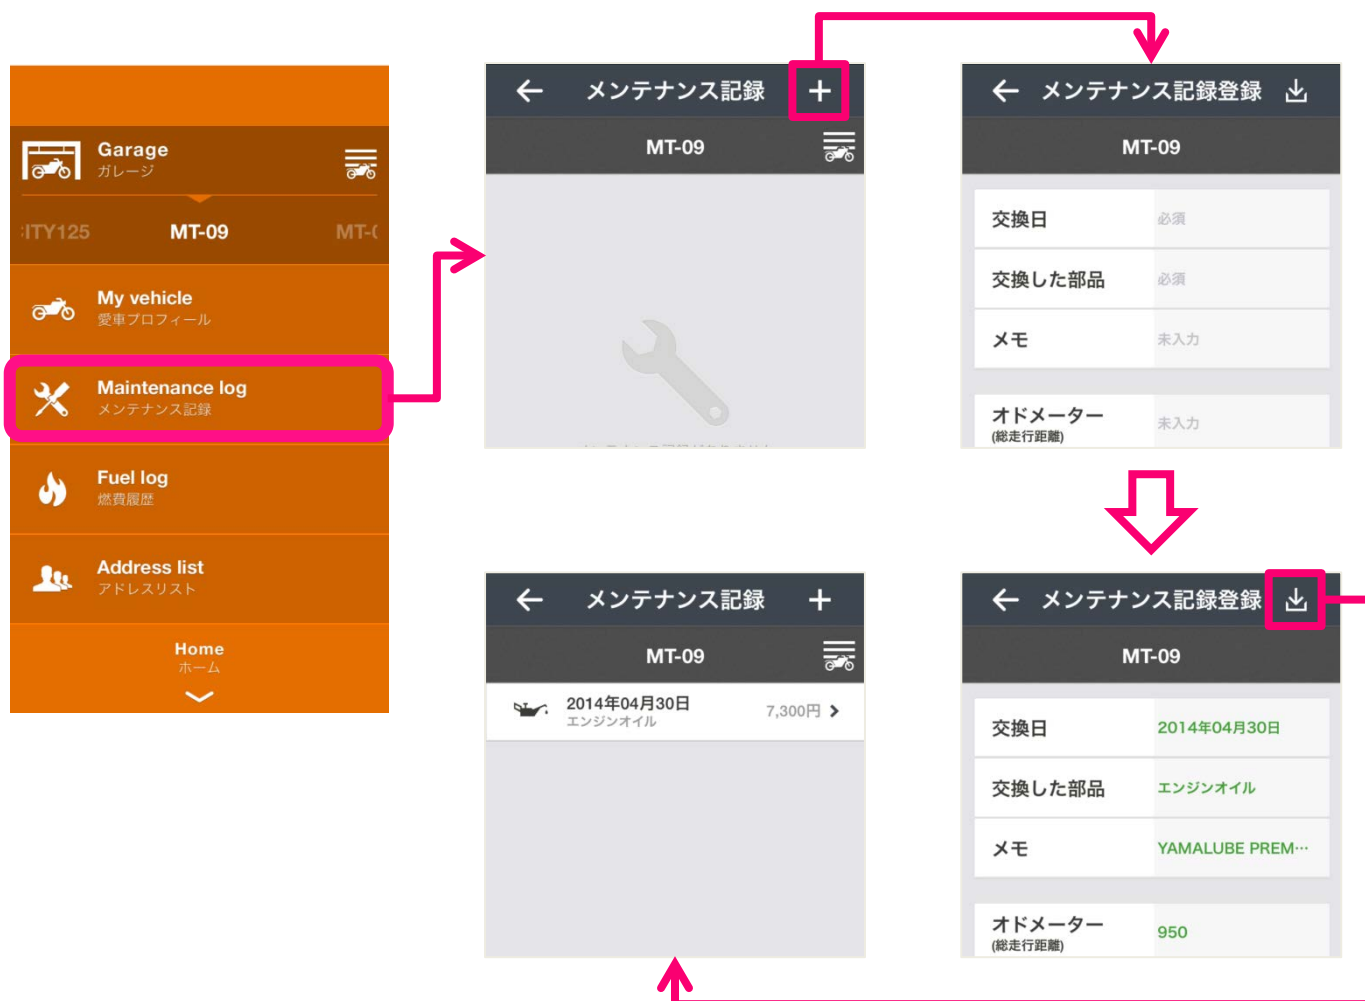 Garage
ガレージ
CITY125 MT-09 MT-0
My vehicle
愛車プロフィール
Maintenance log
メンテナンス記録
Fuel log
燃費履歴
Address list
アドレスリスト
Home
ホーム
メンテナンス記録
MT-09
メンテナンス記録登録
MT-09
交換日 必須
交換した部品 必須
メモ 未入力
オドメーター 未入力
(総走行距離)
メンテナンス記録
MT-09
2014年04月30日
エンジンオイル
7,300円
メンテナンス記録登録
MT-09
交換日 2014年04月30日
交換した部品 エンジンオイル
メモ YAMALUBE PREM…
オドメーター 950
(総走行距離)